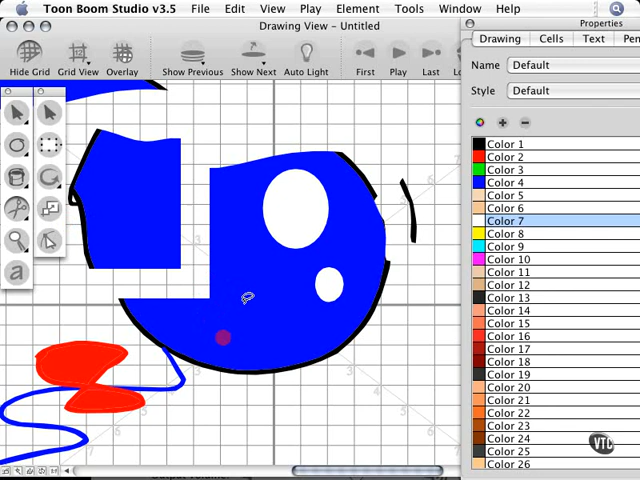 Toon Boom Studio v3.5 File Edit View Play Element Tools Window Help
Drawing View – Untitled
Properties
Hide Grid Grid View Overlay Show Previous Show Next Auto Light First Play Last
Drawing Cells Text Pen
Name Default
Style Default
Color 1
Color 2
Color 3
Color 4
Color 5
Color 6
Color 7
Color 8
Color 9
Color 10
Color 11
Color 12
Color 13
Color 14
Color 15
Color 16
Color 17
Color 18
Color 19
Color 20
Color 21
Color 22
Color 23
Color 24
Color 25
Color 26
12
a
VTC